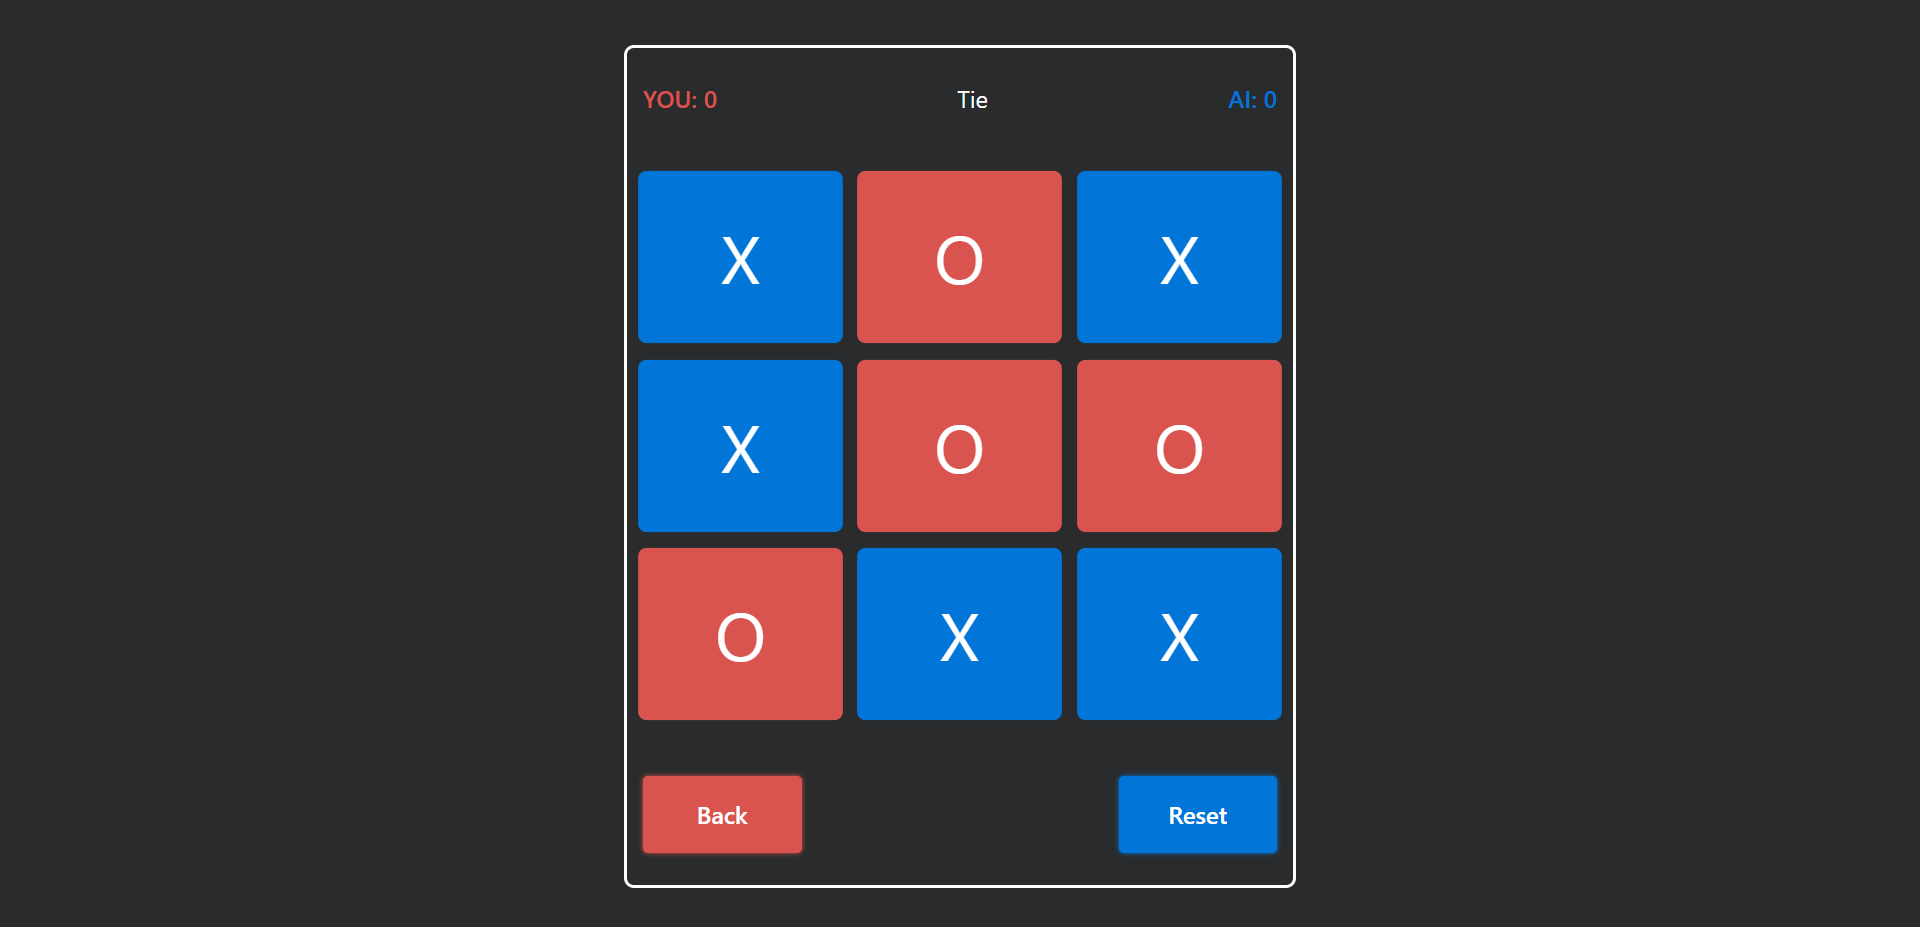 YOU: 0 Tie AI: 0
X O X
X O O
O X X
Back Reset